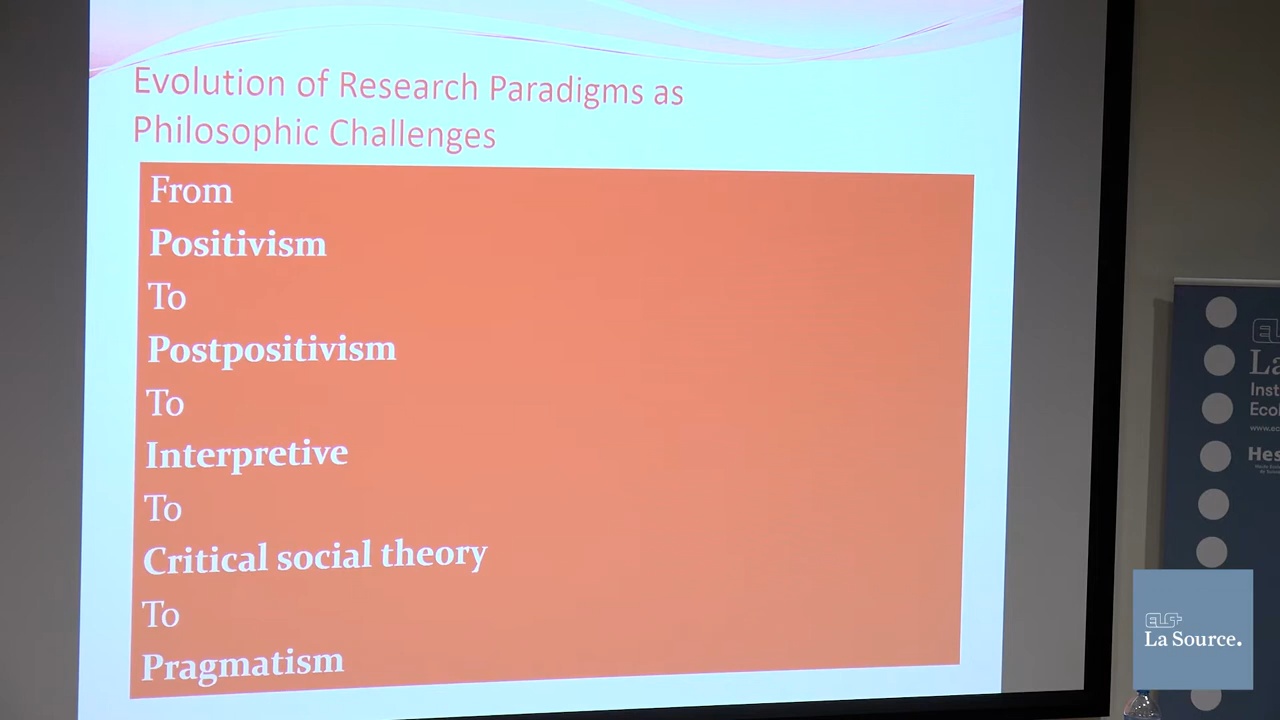 Evolution of Research Paradigms as
Philosophic Challenges
From
Positivism
To
Postpositivism
To
Interpretive
To
Critical social theory
To
Pragmatism
La Source.